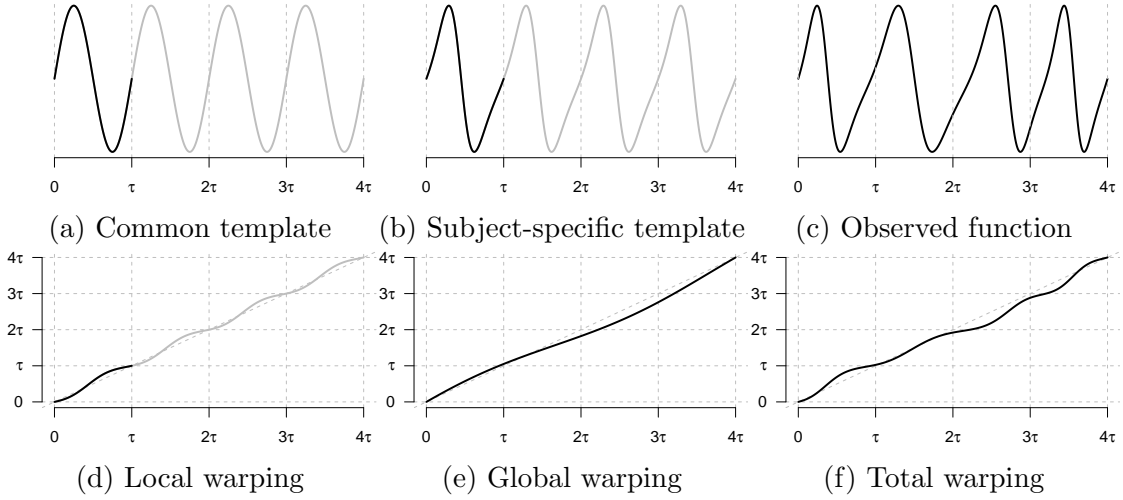 0 τ 2τ 3τ 4τ
0 τ 2τ 3τ 4τ
0 τ 2τ 3τ 4τ
(a) Common template
(b) Subject-specific template
(c) Observed function
4τ
3τ
2τ
τ
0
0 τ 2τ 3τ 4τ
4τ
3τ
2τ
τ
0
0 τ 2τ 3τ 4τ
4τ
3τ
2τ
τ
0
0 τ 2τ 3τ 4τ
(d) Local warping
(e) Global warping
(f) Total warping